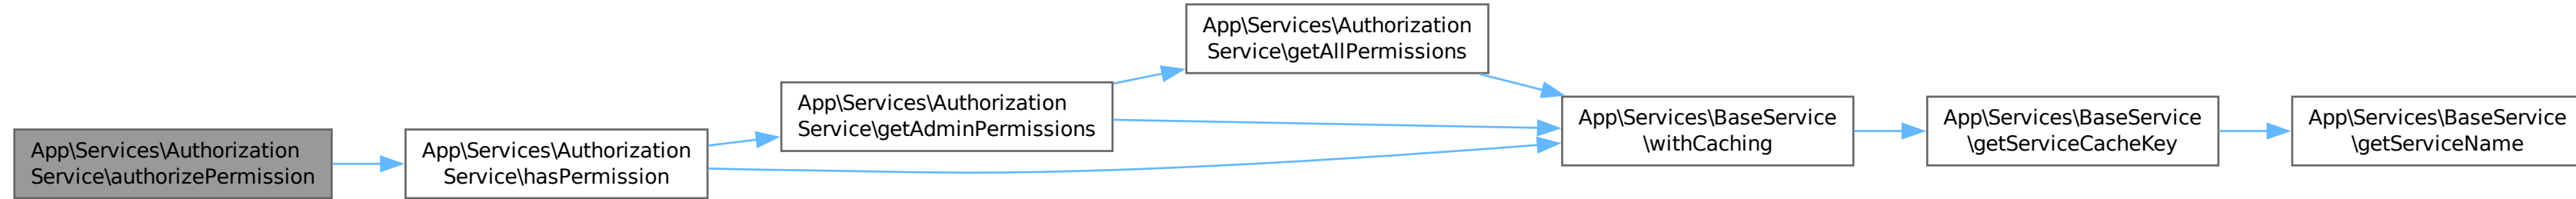 App\Services\Authorization
Service\authorizePermission
App\Services\Authorization
Service\hasPermission
App\Services\Authorization
Service\getAdminPermissions
App\Services\Authorization
Service\getAllPermissions
App\Services\BaseService
\withCaching
App\Services\BaseService
\getServiceCacheKey
App\Services\BaseService
\getServiceName